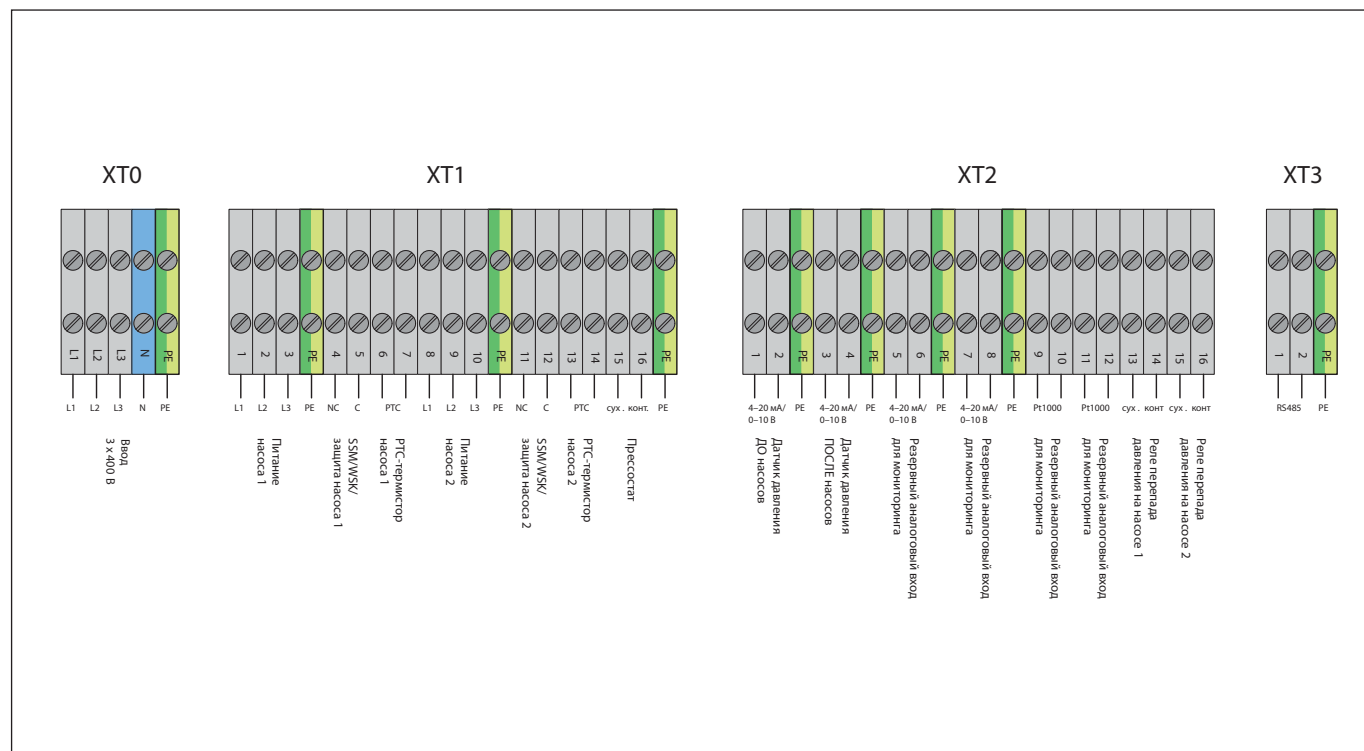 XT0
XT1
XT2
XT3
L1 L2 L3 N PE
1 2 3 PE 4 5 6 7 8 9 10 PE 11 12 13 14 15 16 PE
1 2 PE 3 4 PE 5 6 PE 7 8 PE 9 10 11 12 13 14 15 16
1 2 PE
L1 L2 L3 N PE
L1 L2 L3 PE NC C PTC L1 L2 L3 PE NC C PTC сух. конт. PE
4–20 мА/
0–10 В
PE
4–20 мА/
0–10 В
PE
4–20 мА/
0–10 В
PE
4–20 мА/
0–10 В
PE
Pt1000
Pt1000
сух. конт
сух. конт
RS485 PE
Ввод
3 x 400 В
Питание
насоса 1
SSM/WSK/
защита насоса 1
PTC-термистор
насоса 1
Питание
насоса 2
SSM/WSK/
защита насоса 2
PTC-термистор
насоса 2
Прессостат
Датчик давления
ДО насосов
Датчик давления
ПОСЛЕ насосов
Резервный аналоговый вход
для мониторинга
Резервный аналоговый вход
для мониторинга
Резервный аналоговый вход
для мониторинга
Резервный аналоговый вход
для мониторинга
Реле перепада
давления на насосе 1
Реле перепада
давления на насосе 2